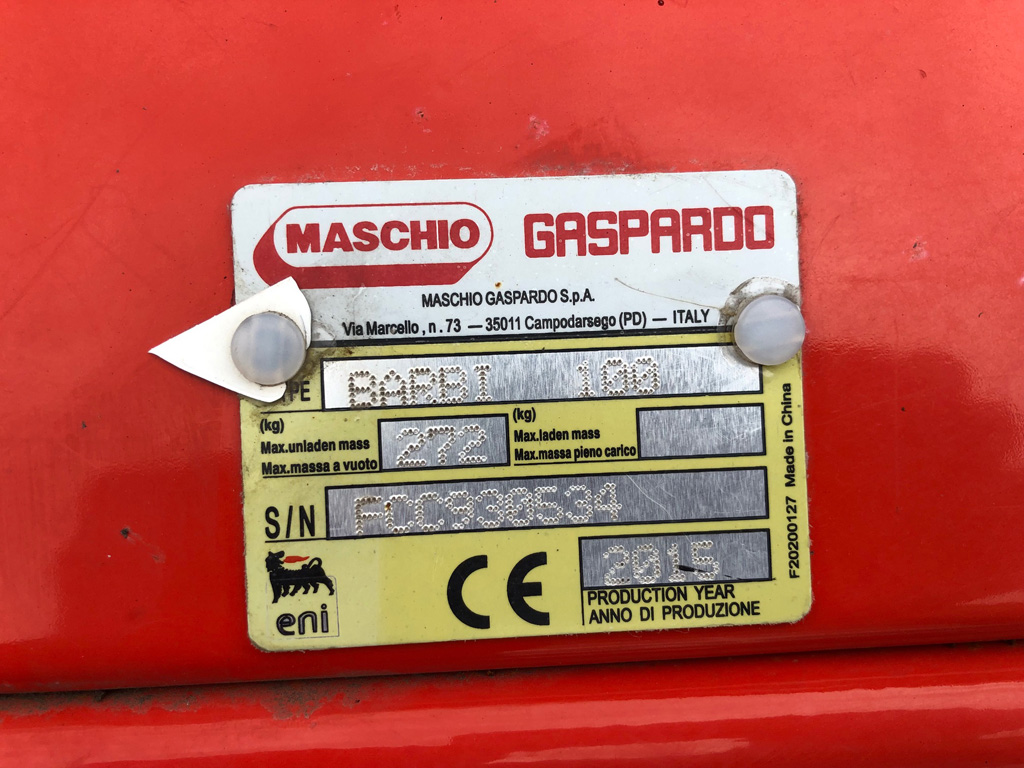 MASCHIO GASPARDO
MASCHIO GASPARDO S.p.A.
Via Marcello , n . 73 — 35011 Campodarsego (PD) — ITALY
BARBI 100
(kg)
Max.unladen mass
Max.massa a vuoto
272
(kg)
Max.laden mass
Max.massa pieno carico
S/N FCC930534
eni
CE
2015
PRODUCTION YEAR
ANNO DI PRODUZIONE
F20200127 Made in China